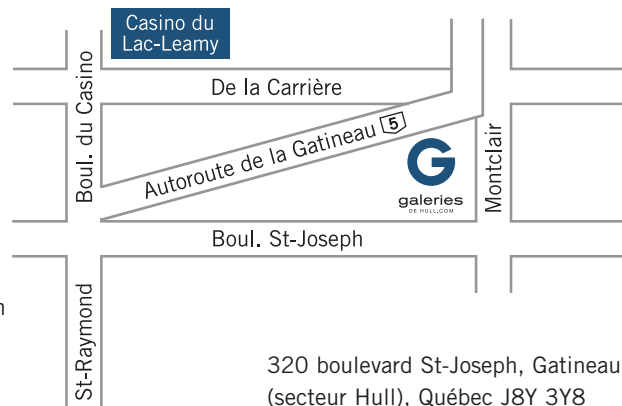 Casino du
Lac-Leamy
De la Carrière
Boul. du Casino
Autoroute de la Gatineau 5
G
galeries
DE HULL.COM
Montclair
Boul. St-Joseph
St-Raymond
320 boulevard St-Joseph, Gatineau
(secteur Hull), Québec J8Y 3Y8